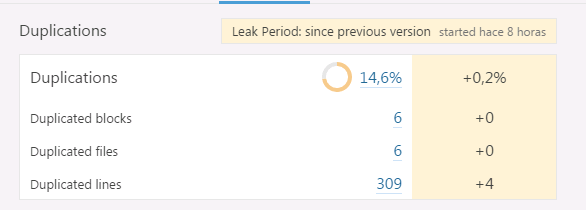 Duplications
Leak Period: since previous version started hace 8 horas
Duplications 14,6% +0,2%
Duplicated blocks 6 +0
Duplicated files 6 +0
Duplicated lines 309 +4